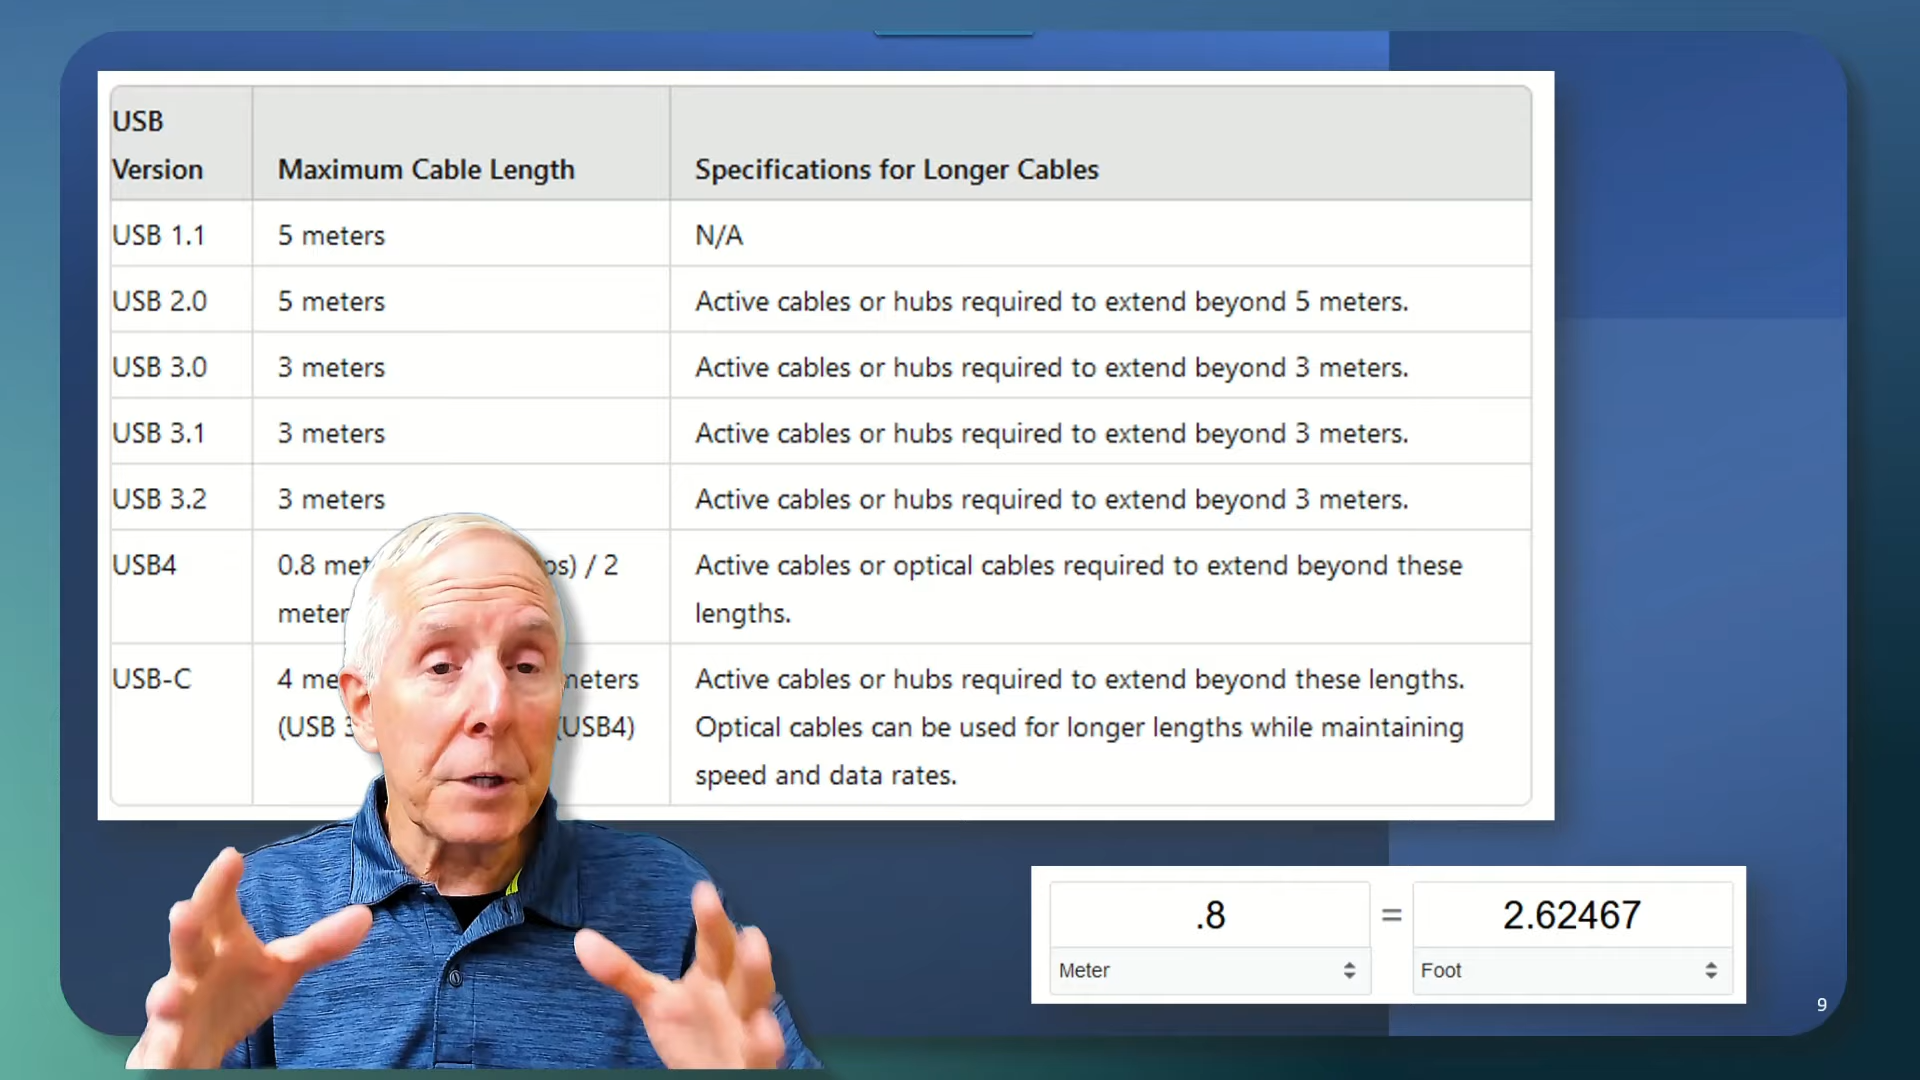 USB
Version
Maximum Cable Length
Specifications for Longer Cables
USB 1.1
5 meters
N/A
USB 2.0
5 meters
Active cables or hubs required to extend beyond 5 meters.
USB 3.0
3 meters
Active cables or hubs required to extend beyond 3 meters.
USB 3.1
3 meters
Active cables or hubs required to extend beyond 3 meters.
USB 3.2
3 meters
Active cables or hubs required to extend beyond 3 meters.
USB4
0.8 / 2
Active cables or optical cables required to extend beyond these
lengths.
USB-C
4 meters
(USB (USB4)
Active cables or hubs required to extend beyond these lengths.
Optical cables can be used for longer lengths while maintaining
speed and data rates.
.8 = 2.62467
Meter
Foot
9